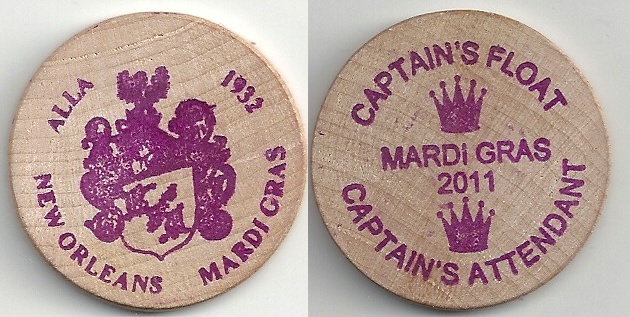 ALLA
1932
NEW ORLEANS
MARDI GRAS
CAPTAIN'S FLOAT
MARDI GRAS
2011
CAPTAIN'S ATTENDANT